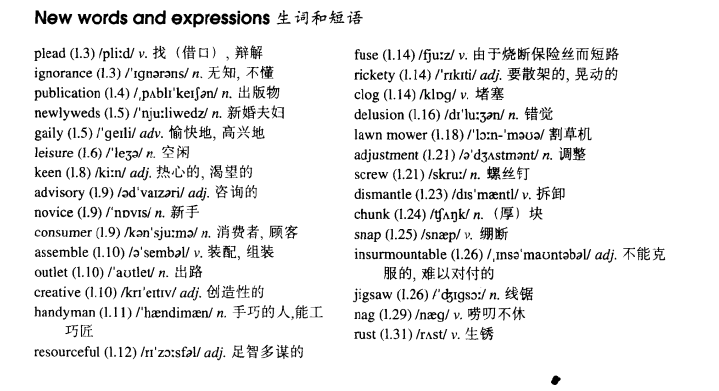 New words and expressions 生词和短语
plead (l.3) /pliːd/ v. 找（借口）, 辩解
ignorance (l.3) /ˈɪgnərəns/ n. 无知, 不懂
publication (l.4) /ˌpʌblɪˈkeɪʃən/ n. 出版物
newlyweds (l.5) /ˈnjuːliwedz/ n. 新婚夫妇
gaily (l.5) /ˈgeɪli/ adv. 愉快地, 高兴地
leisure (l.6) /ˈleʒə/ n. 空闲
keen (l.8) /kiːn/ adj. 热心的, 渴望的
advisory (l.9) /ədˈvaɪzəri/ adj. 咨询的
novice (l.9) /ˈnɒvɪs/ n. 新手
consumer (l.9) /kənˈsjuːmə/ n. 消费者, 顾客
assemble (l.10) /əˈsembəl/ v. 装配, 组装
outlet (l.10) /ˈaʊtlet/ n. 出路
creative (l.10) /krɪˈeɪtɪv/ adj. 创造性的
handyman (l.11) /ˈhændimæn/ n. 手巧的人,能工
巧匠
resourceful (l.12) /rɪˈzɔːsfəl/ adj. 足智多谋的
fuse (l.14) /fjuːz/ v. 由于烧断保险丝而短路
rickety (l.14) /ˈrɪkɪti/ adj. 要散架的, 晃动的
clog (l.14) /klɒg/ v. 堵塞
delusion (l.16) /dɪˈluːʒən/ n. 错觉
lawn mower (l.18) /ˈlɔːn-ˈməʊə/ 割草机
adjustment (l.21) /əˈdʒʌstmənt/ n. 调整
screw (l.21) /skruː/ n. 螺丝钉
dismantle (l.23) /dɪsˈmæntl/ v. 拆卸
chunk (l.24) /tʃʌŋk/ n.（厚）块
snap (l.25) /snæp/ v. 绷断
insurmountable (l.26) /ˌɪnsəˈmaʊntəbəl/ adj. 不能克
服的, 难以对付的
jigsaw (l.26) /ˈdʒɪgsɔː/ n. 线锯
nag (l.29) /næg/ v. 唠叨不休
rust (l.31) /rʌst/ v. 生锈